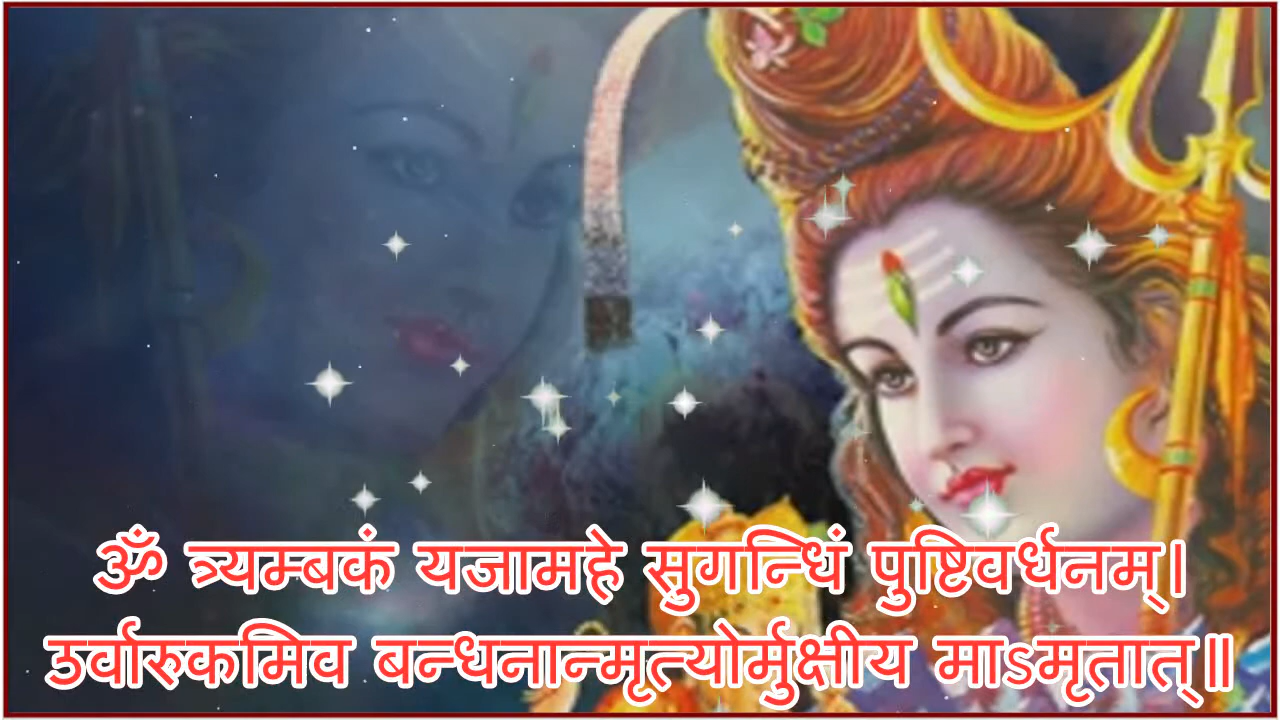 ॐ त्र्यम्बकं यजामहे सुगन्धिं पुष्टिवर्धनम्।
उर्वारुकमिव बन्धनान्मृत्योर्मुक्षीय माऽमृतात्॥